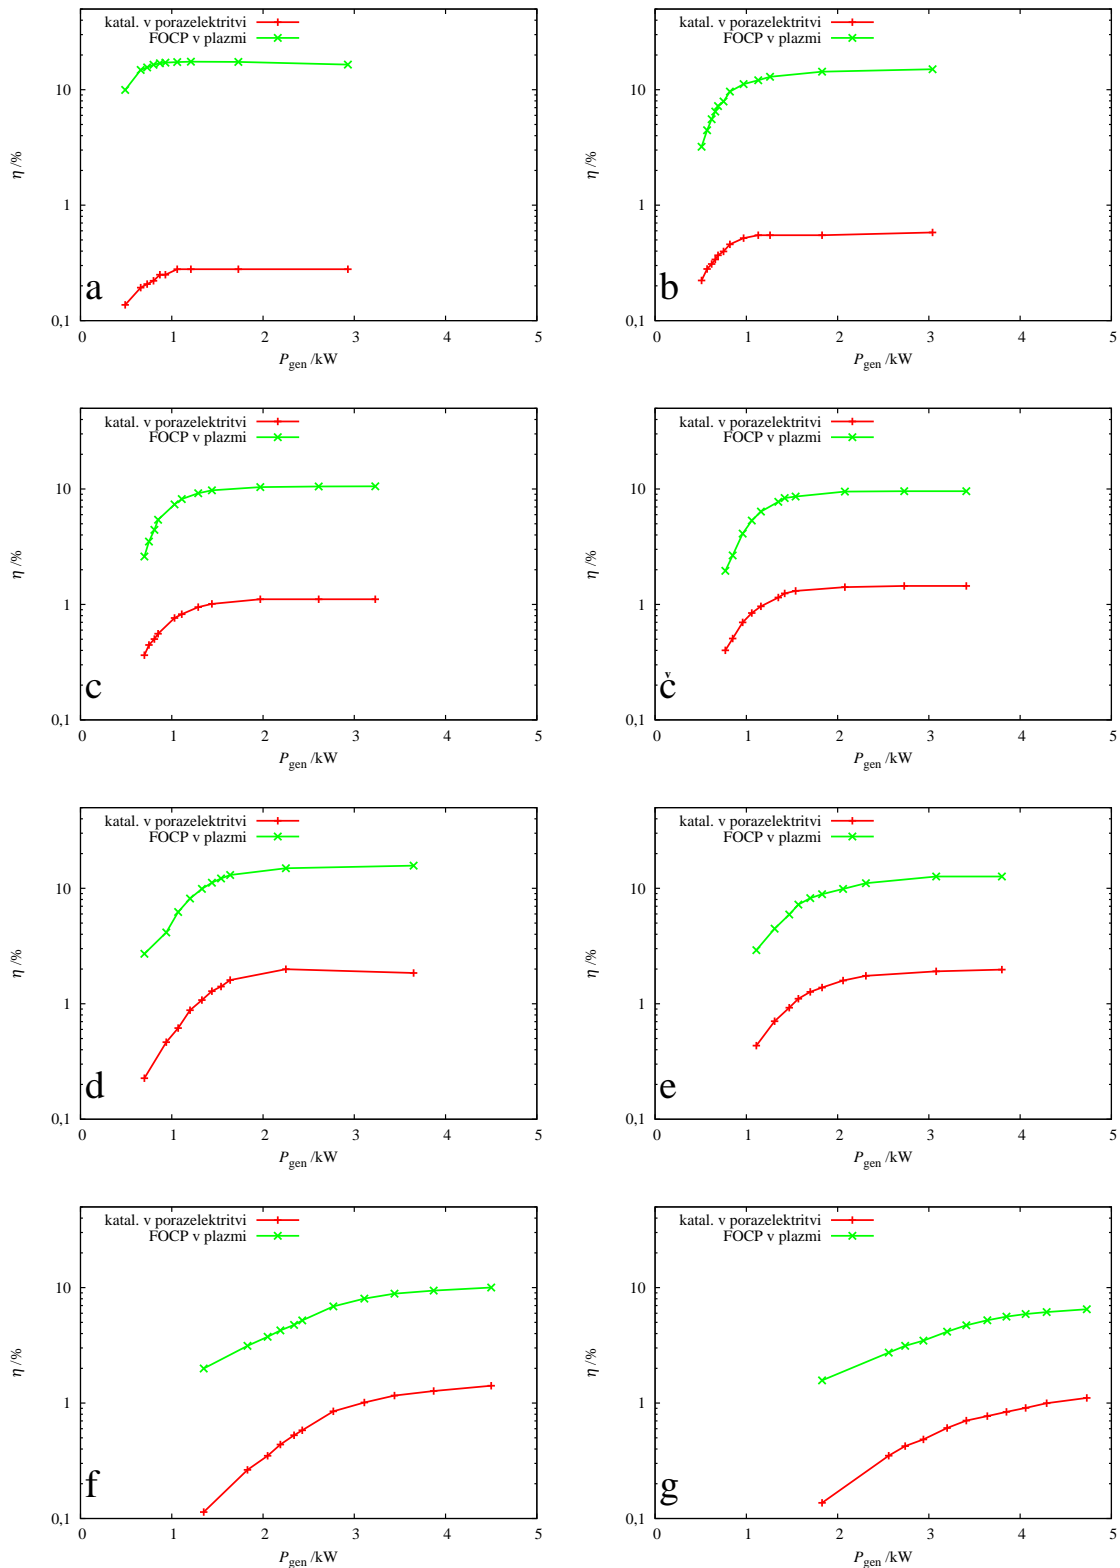 katal. v porazelektritvi
FOCP v plazmi
10
1
0,1
η /%
a
0 1 2 3 4 5
P_gen /kW
katal. v porazelektritvi
FOCP v plazmi
10
1
0,1
η /%
b
0 1 2 3 4 5
P_gen /kW
katal. v porazelektritvi
FOCP v plazmi
10
1
0,1
η /%
c
0 1 2 3 4 5
P_gen /kW
katal. v porazelektritvi
FOCP v plazmi
10
1
0,1
η /%
č
0 1 2 3 4 5
P_gen /kW
katal. v porazelektritvi
FOCP v plazmi
10
1
0,1
η /%
d
0 1 2 3 4 5
P_gen /kW
katal. v porazelektritvi
FOCP v plazmi
10
1
0,1
η /%
e
0 1 2 3 4 5
P_gen /kW
katal. v porazelektritvi
FOCP v plazmi
10
1
0,1
η /%
f
0 1 2 3 4 5
P_gen /kW
katal. v porazelektritvi
FOCP v plazmi
10
1
0,1
η /%
g
0 1 2 3 4 5
P_gen /kW